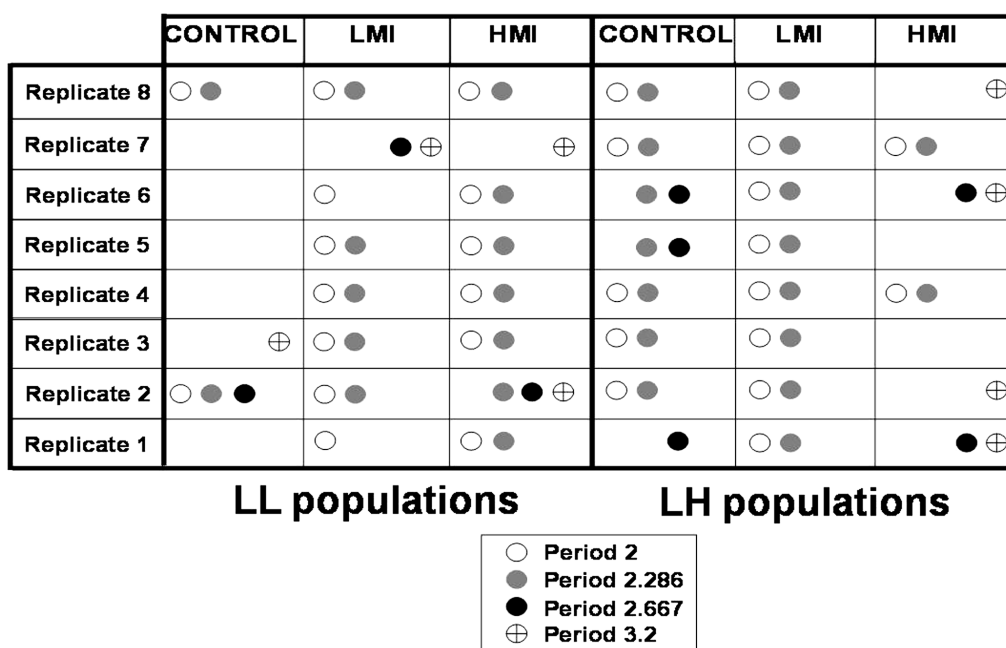 CONTROL LMI HMI CONTROL LMI HMI
Replicate 8
Replicate 7
Replicate 6
Replicate 5
Replicate 4
Replicate 3
Replicate 2
Replicate 1
LL populations LH populations
Period 2
Period 2.286
Period 2.667
Period 3.2